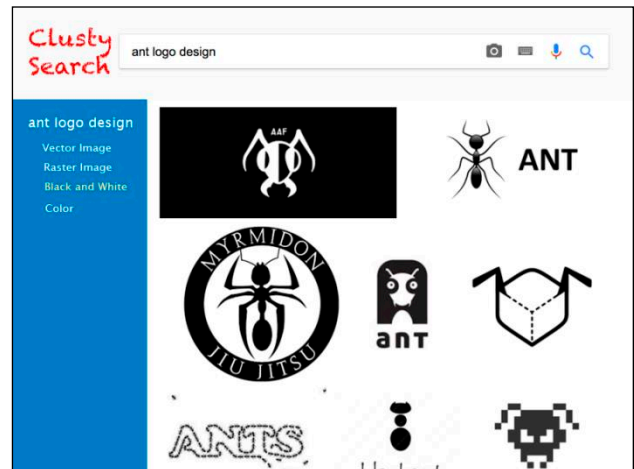 Clusty
Search
ant logo design
ant logo design
Vector Image
Raster Image
Black and White
Color
AAF
ANT
MYRMIDON
JIU JITSU
anT
ANTS